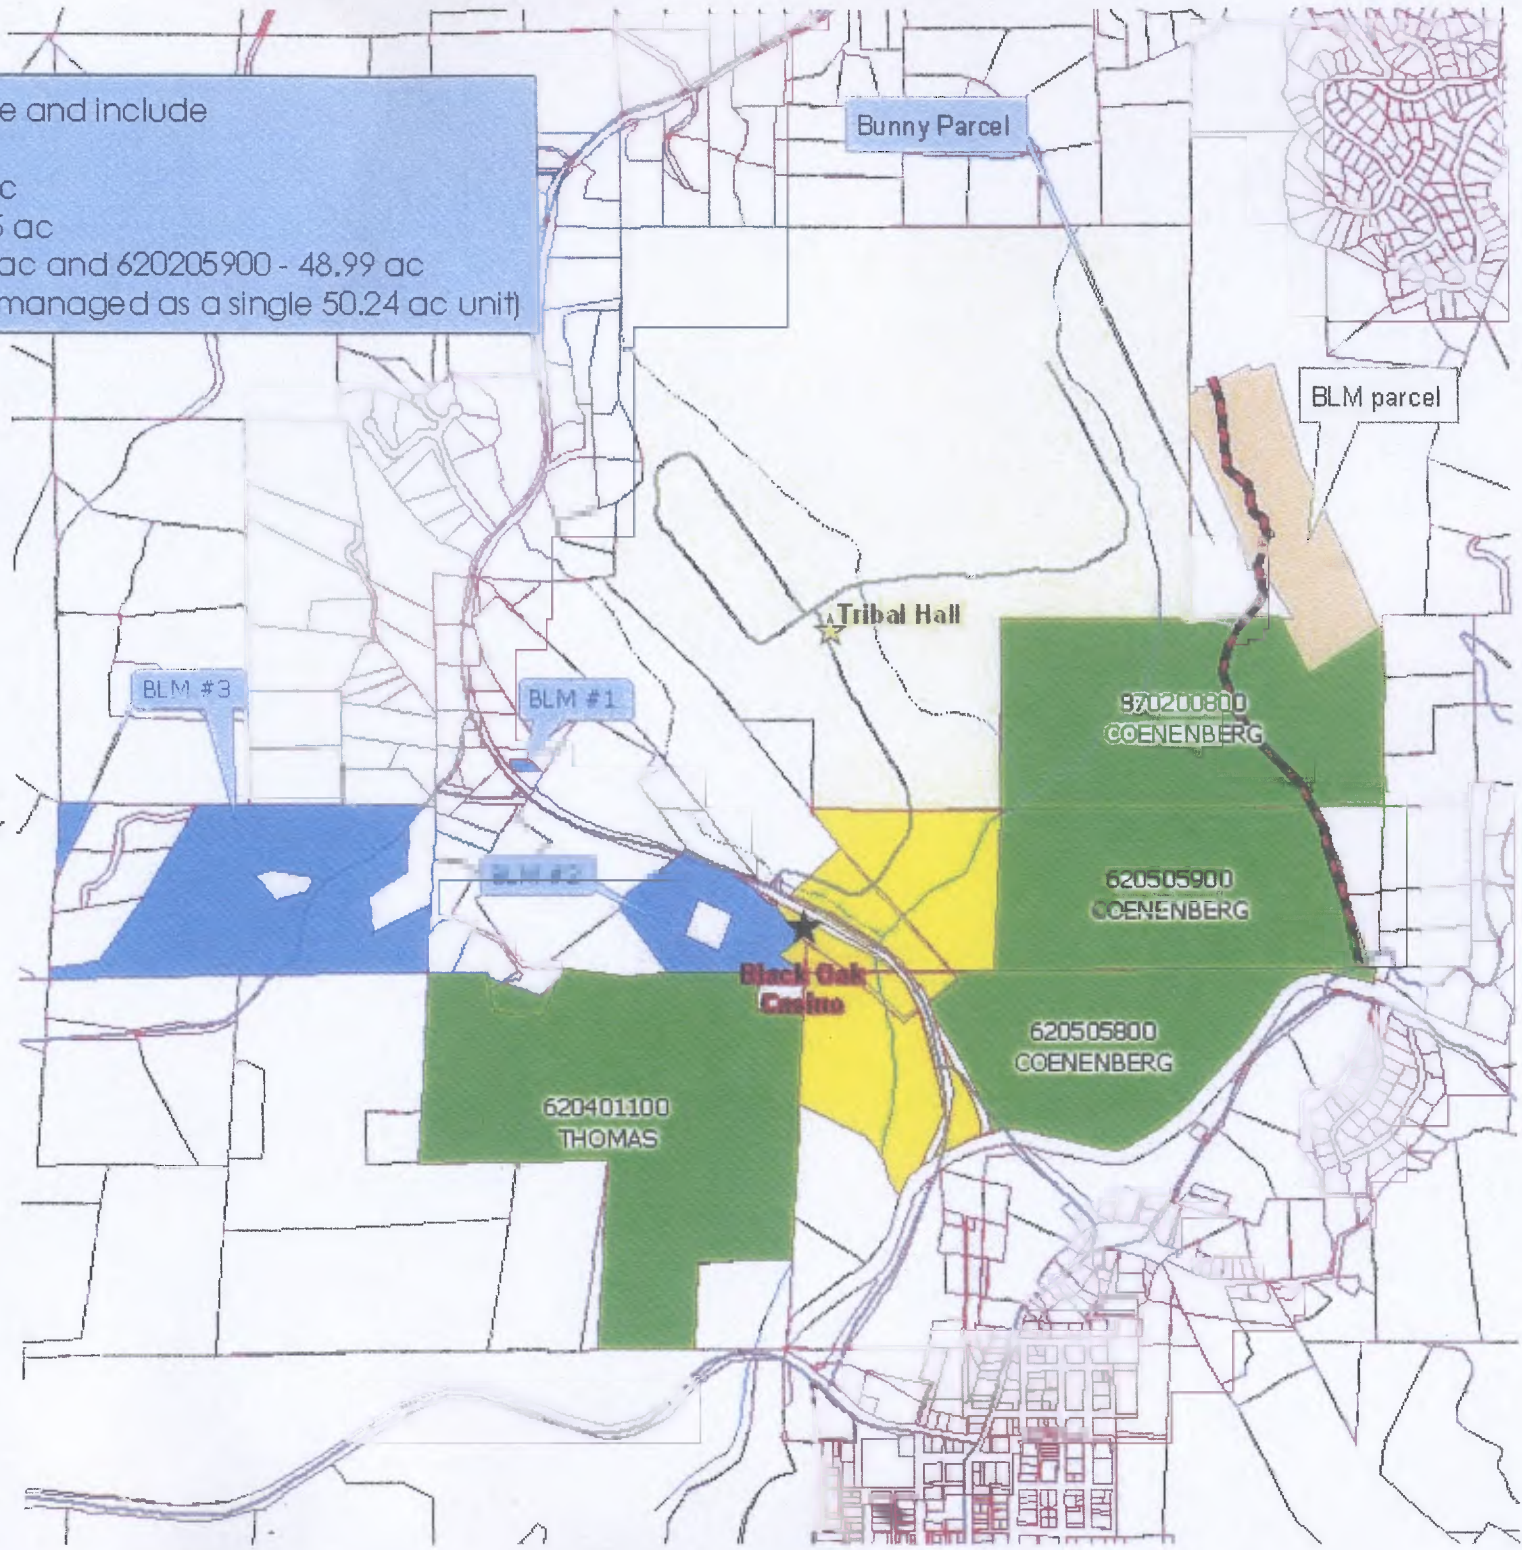 e and include
c
5 ac
ac and 620205900 - 48.99 ac
managed as a single 50.24 ac unit)
Bunny Parcel
BLM parcel
Tribal Hall
BLM #3
BLM #1
870200800
COENENBERG
BLM #2
620505900
COENENBERG
Black Oak
Casino
620505800
COENENBERG
620401100
THOMAS